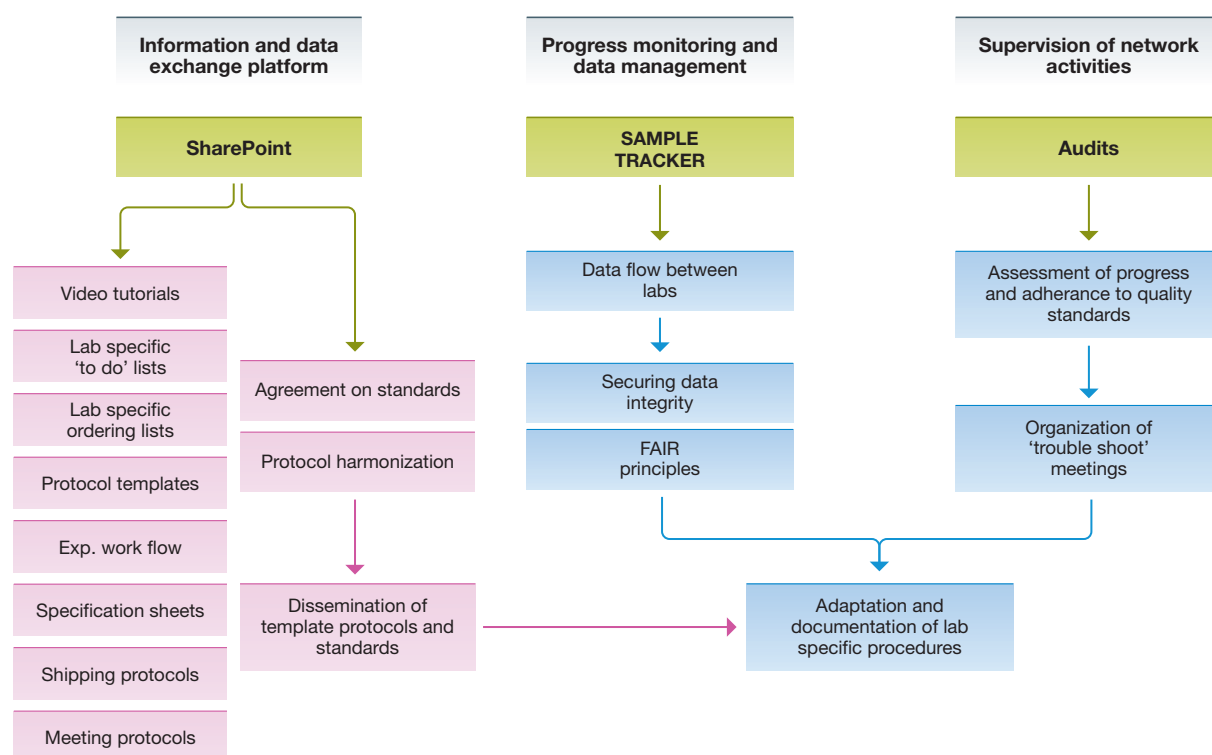 Information and data
exchange platform
Progress monitoring and
data management
Supervision of network
activities
SharePoint
SAMPLE
TRACKER
Audits
Video tutorials
Lab specific
‘to do’ lists
Lab specific
ordering lists
Protocol templates
Exp. work flow
Specification sheets
Shipping protocols
Meeting protocols
Agreement on standards
Protocol harmonization
Dissemination of
template protocols and
standards
Data flow between
labs
Securing data
integrity
FAIR
principles
Assessment of progress
and adherance to quality
standards
Organization of
‘trouble shoot’
meetings
Adaptation and
documentation of lab
specific procedures